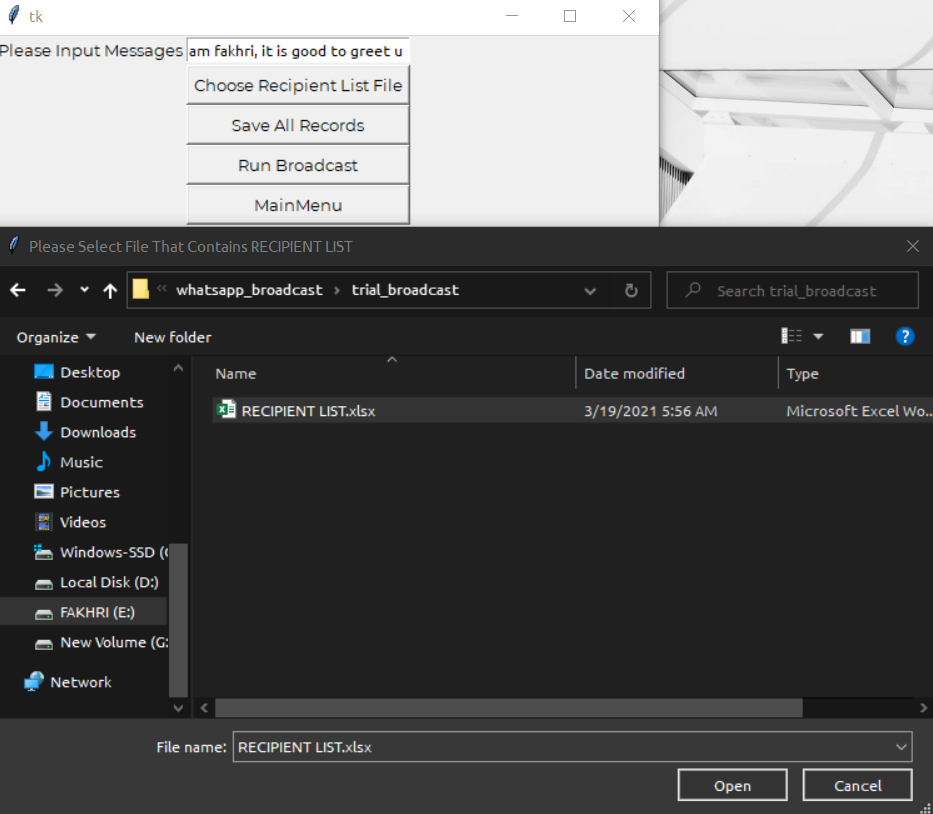 tk
Please Input Messages am fakhri, it is good to greet u
Choose Recipient List File
Save All Records
Run Broadcast
MainMenu
Please Select File That Contains RECIPIENT LIST
« whatsapp_broadcast › trial_broadcast
Search trial_broadcast
Organize New folder
Name Date modified Type
Desktop
RECIPIENT LIST.xlsx 3/19/2021 5:56 AM Microsoft Excel Wo...
Documents
Downloads
Music
Pictures
Videos
Windows-SSD (
Local Disk (D:)
FAKHRI (E:)
New Volume (G:
Network
File name: RECIPIENT LIST.xlsx
Open Cancel